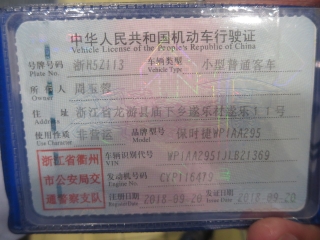 中华人民共和国机动车行驶证
Vehicle License of the People's Republic of China
号牌号码 浙H52113 车辆类型 小型普通客车
Plate No. Vehicle Type
所有人
Owner
住址 浙江省龙游县庙下乡
Address
使用性质 非营运 品牌型号 保时捷WP1AA295
Use Character Model
浙江省衢州
市公安局交
通警察支队
车辆识别代号 WP1AA2951JLB21369
VIN
发动机号码
Engine No.
注册日期 2018-09-20 发证日期 2018-09-20
Register Date Issue Date